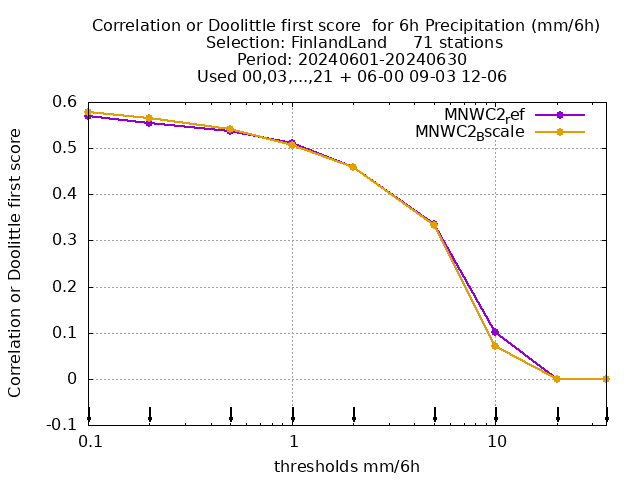 Correlation or Doolittle first score  for 6h Precipitation (mm/6h)
Selection: FinlandLand     71 stations
Period: 20240601-20240630
Used 00,03,...,21 + 06-00 09-03 12-06
MNWC2ref
MNWC2Bscale
Correlation or Doolittle first score
0.6
0.5
0.4
0.3
0.2
0.1
0
-0.1
0.1 1 10
thresholds mm/6h